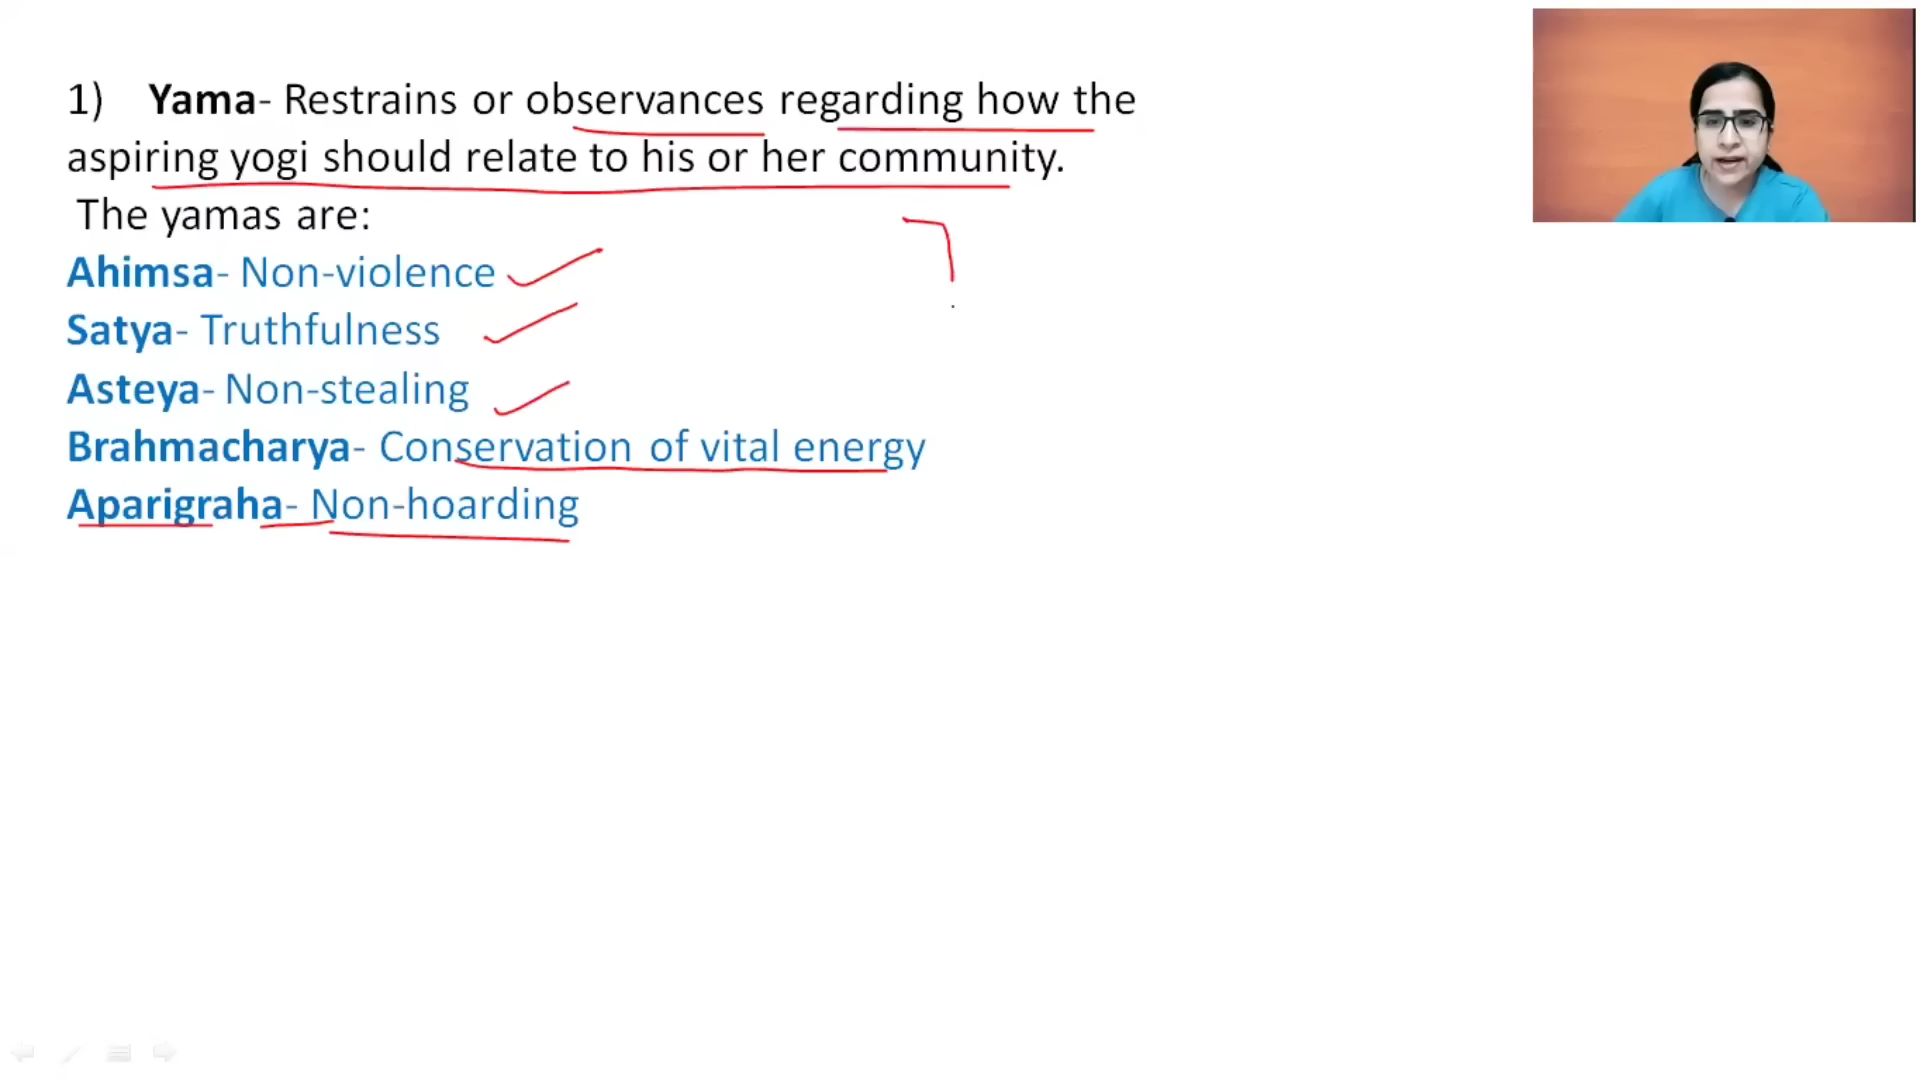 1) Yama- Restrains or observances regarding how the
aspiring yogi should relate to his or her community.
The yamas are:
Ahimsa- Non-violence
Satya- Truthfulness
Asteya- Non-stealing
Brahmacharya- Conservation of vital energy
Aparigraha- Non-hoarding